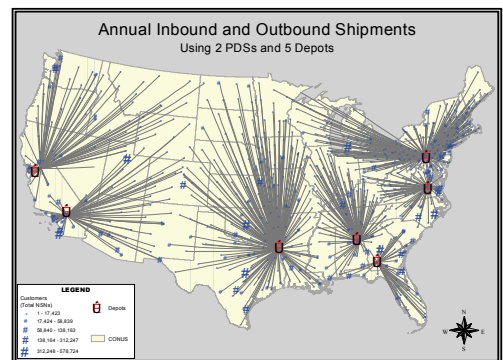 Annual Inbound and Outbound Shipments
Using 2 PDSs and 5 Depots
LEGEND
Customers
(Total NSNs)
1 - 17,423
17,424 - 58,839
58,840 - 138,163
138,164 - 312,247
312,248 - 578,724
Depots
CONUS
N
W
E
S